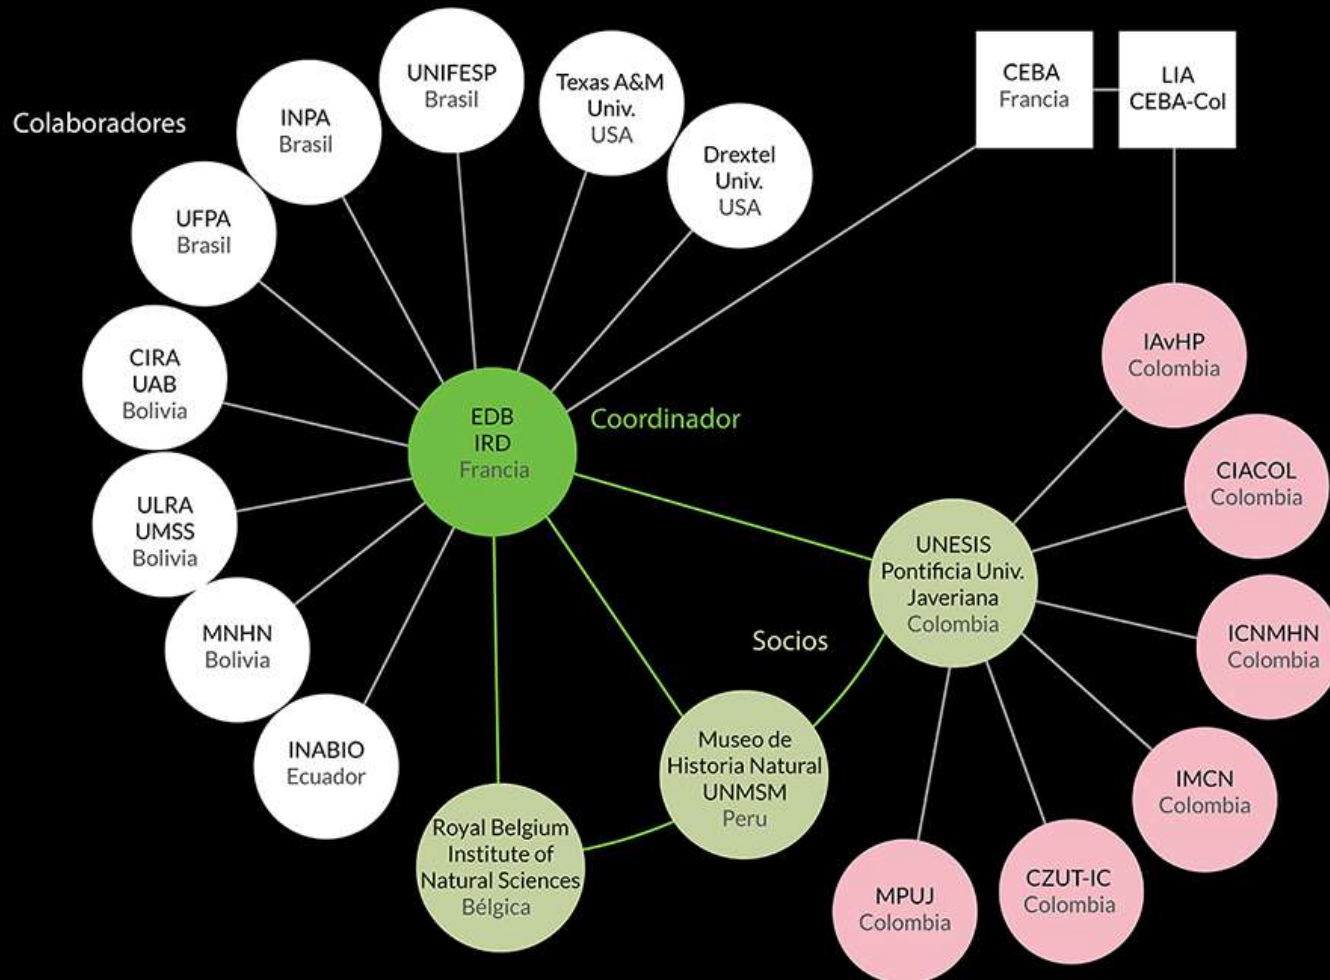 Colaboradores
UNIFESP
Brasil
INPA
Brasil
UFPA
Brasil
CIRA
UAB
Bolivia
ULRA
UMSS
Bolivia
MNHN
Bolivia
INABIO
Ecuador
Texas A&M
Univ.
USA
Drextel
Univ.
USA
CEBA
Francia
LIA
CEBA-Col
EDB
IRD
Francia
Coordinador
IAvHP
Colombia
CIACOL
Colombia
UNESIS
Pontificia Univ.
Javeriana
Colombia
ICNMHN
Colombia
Socios
Museo de
Historia Natural
UNMSM
Peru
IMCN
Colombia
Royal Belgium
Institute of
Natural Sciences
Bélgica
MPUJ
Colombia
CZUT-IC
Colombia